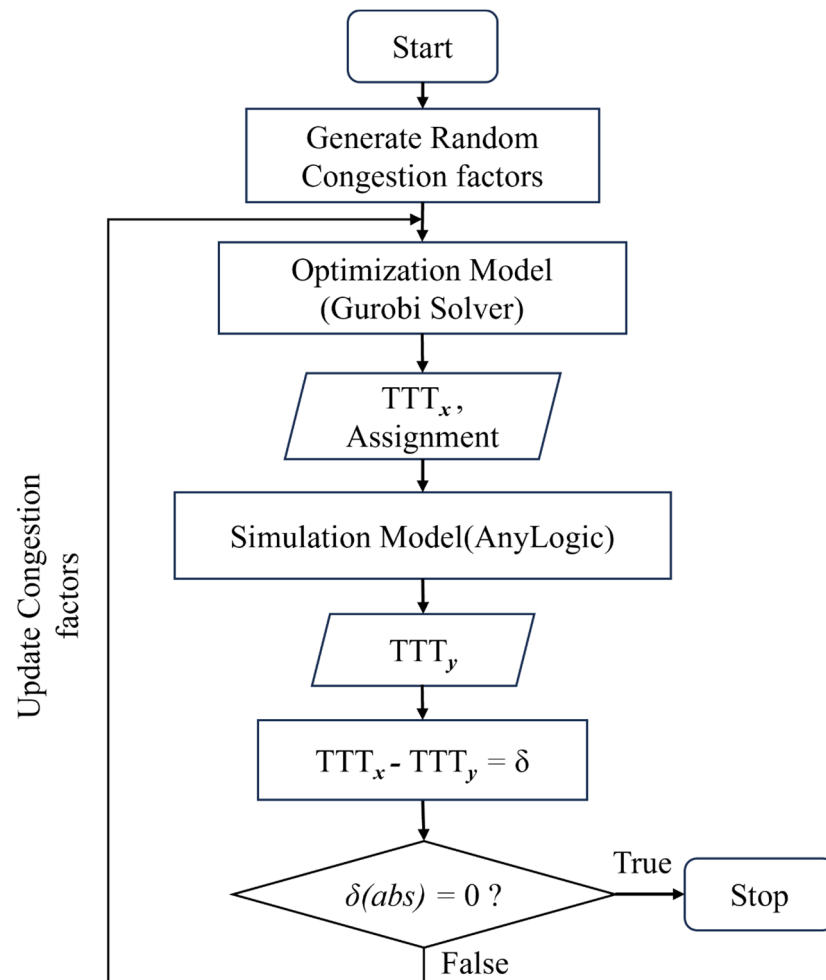 Start
Generate Random
Congestion factors
Optimization Model
(Gurobi Solver)
TTTₓ,
Assignment
Simulation Model(AnyLogic)
TTTy
TTTₓ - TTTy = δ
δ(abs) = 0 ?
True
Stop
False
Update Congestion
factors